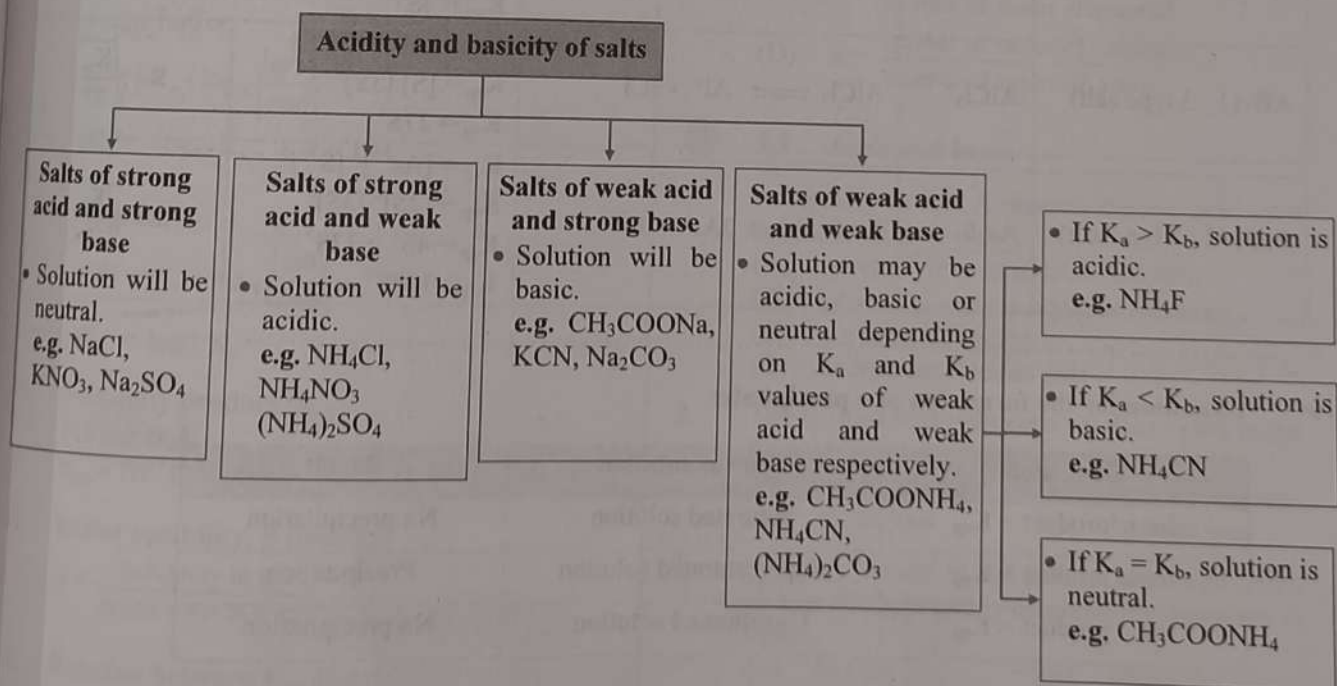 Acidity and basicity of salts
Salts of strong
acid and strong
base
• Solution will be
neutral.
e.g. NaCl,
KNO₃, Na₂SO₄
Salts of strong
acid and weak
base
• Solution will be
acidic.
e.g. NH₄Cl,
NH₄NO₃
(NH₄)₂SO₄
Salts of weak acid
and strong base
• Solution will be
basic.
e.g. CH₃COONa,
KCN, Na₂CO₃
Salts of weak acid
and weak base
• Solution may be
acidic, basic or
neutral depending
on Kₐ and K_b
values of weak
acid and weak
base respectively.
e.g. CH₃COONH₄,
NH₄CN,
(NH₄)₂CO₃
• If Kₐ > K_b, solution is
acidic.
e.g. NH₄F
• If Kₐ < K_b, solution is
basic.
e.g. NH₄CN
• If Kₐ = K_b, solution is
neutral.
e.g. CH₃COONH₄